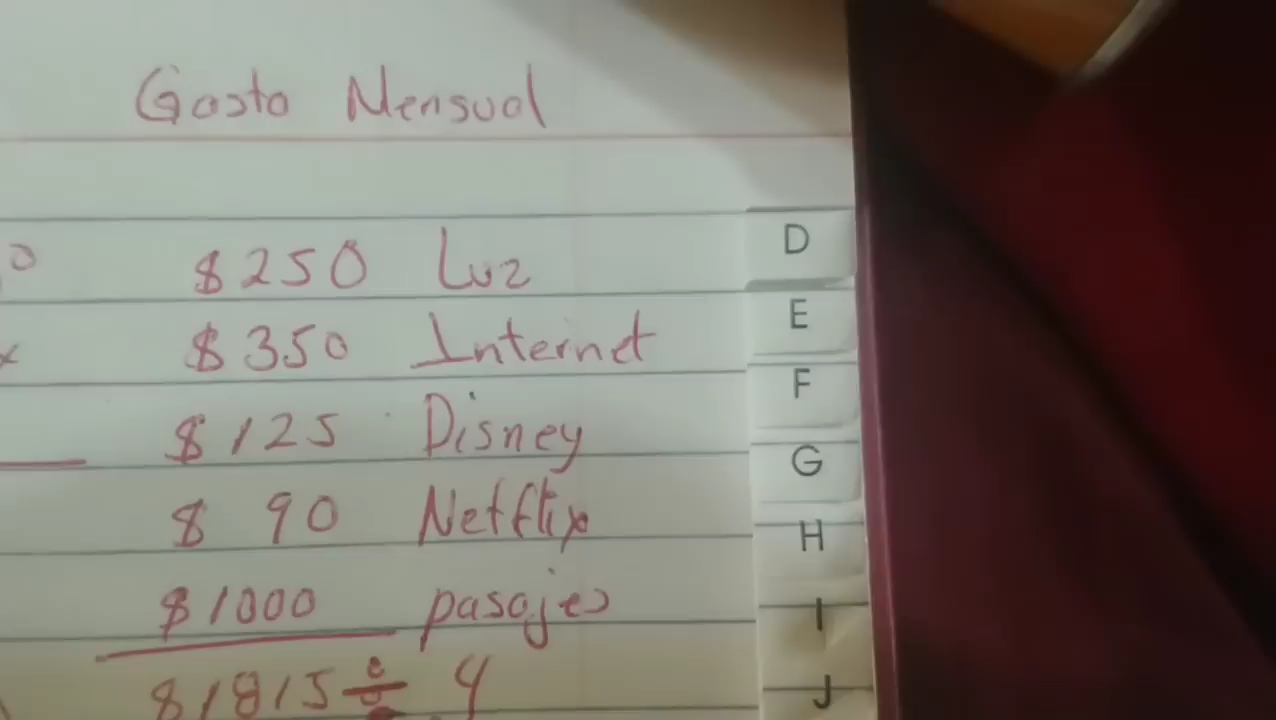 Gasto Mensual
$250 Luz
$350 Internet
$125 Disney
$ 90 Netflix
$1000 pasajes
$1815 ÷ 4
D
E
F
G
H
I
J